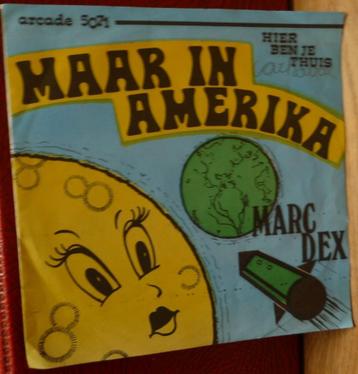 arcade 5071
HIER
BEN JE
THUIS
MAAR IN
AMERIKA
MARC
DEX